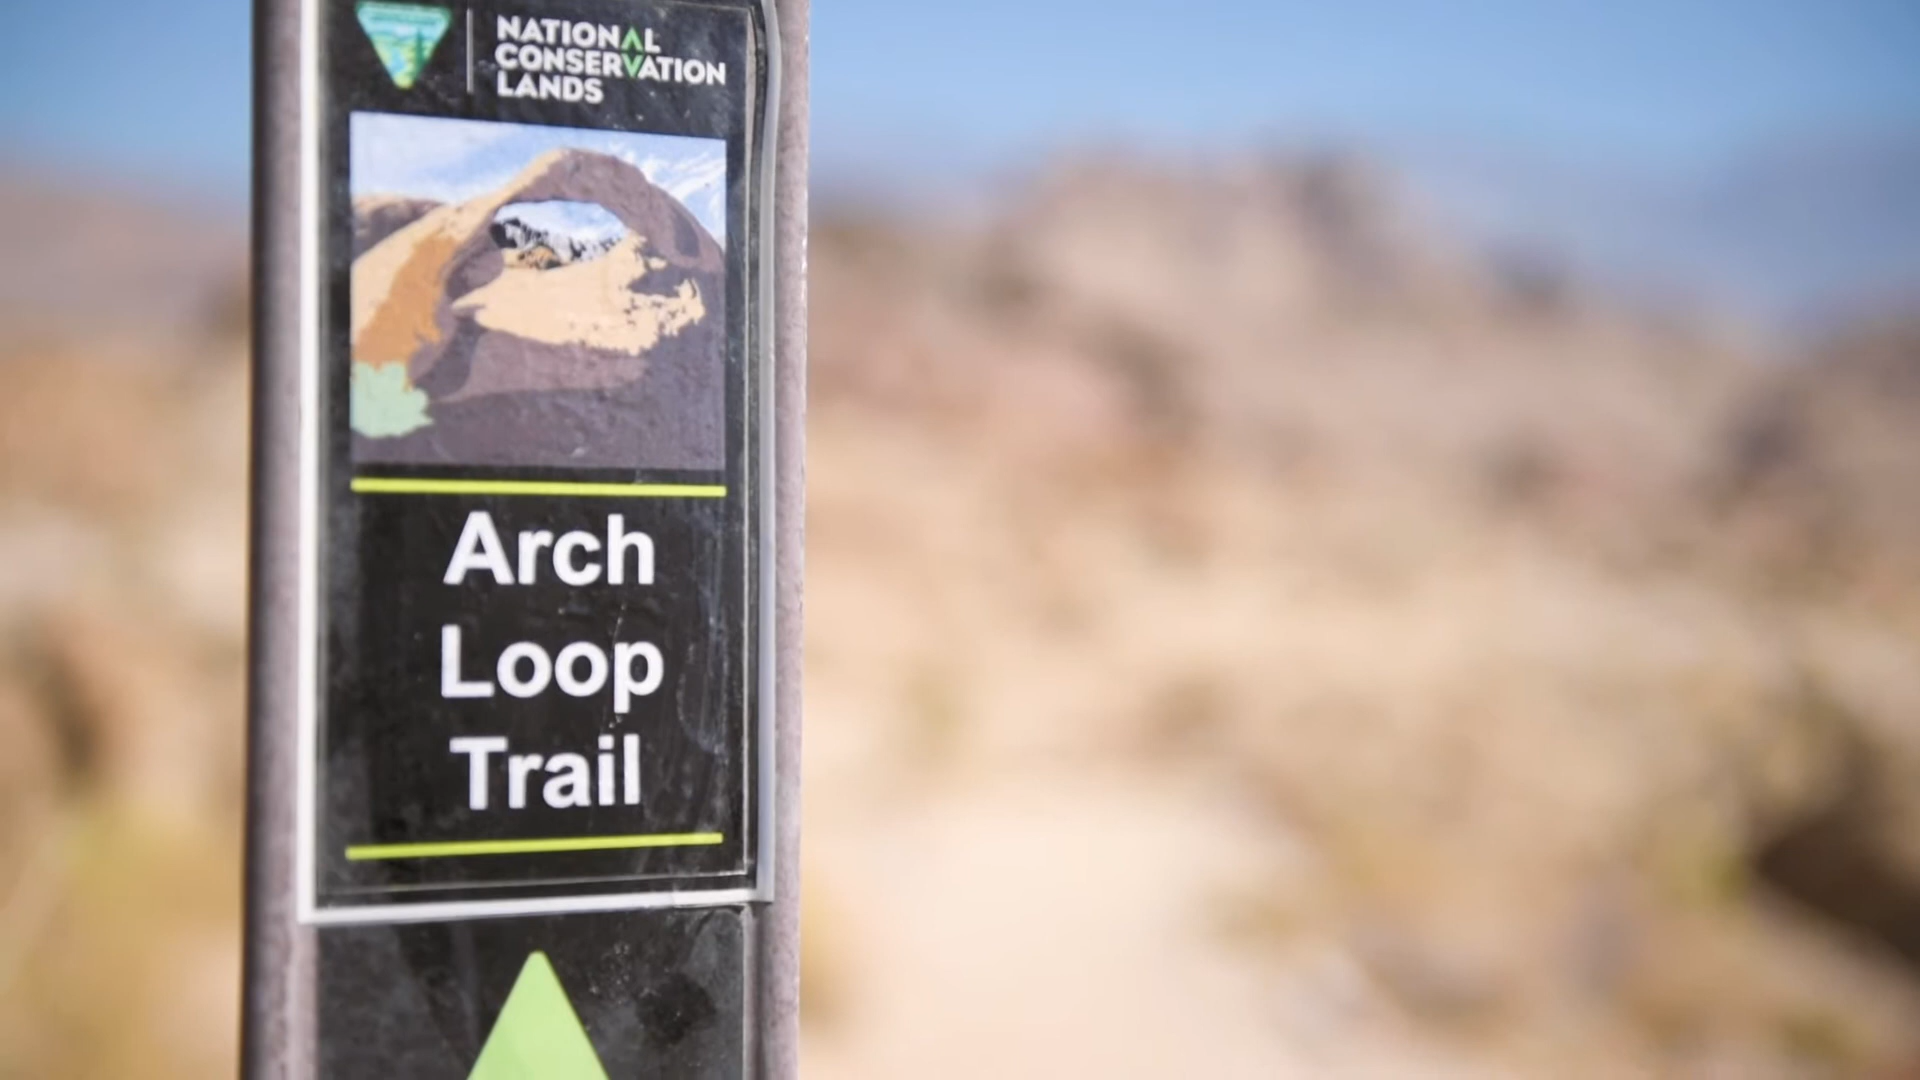 NATIONAL
CONSERVATION
LANDS
Arch
Loop
Trail